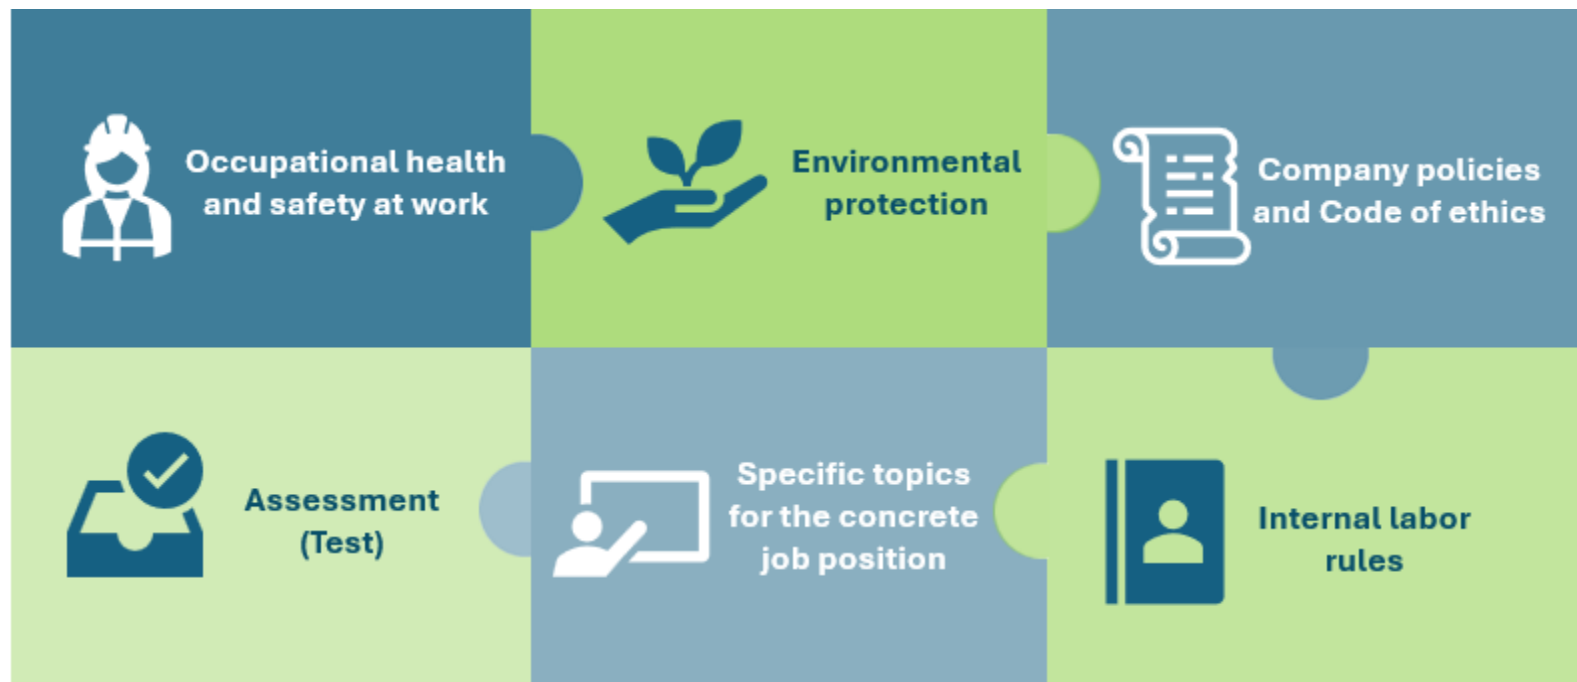 Occupational health
and safety at work
Environmental
protection
Company policies
and Code of ethics
Assessment
(Test)
Specific topics
for the concrete
job position
Internal labor
rules